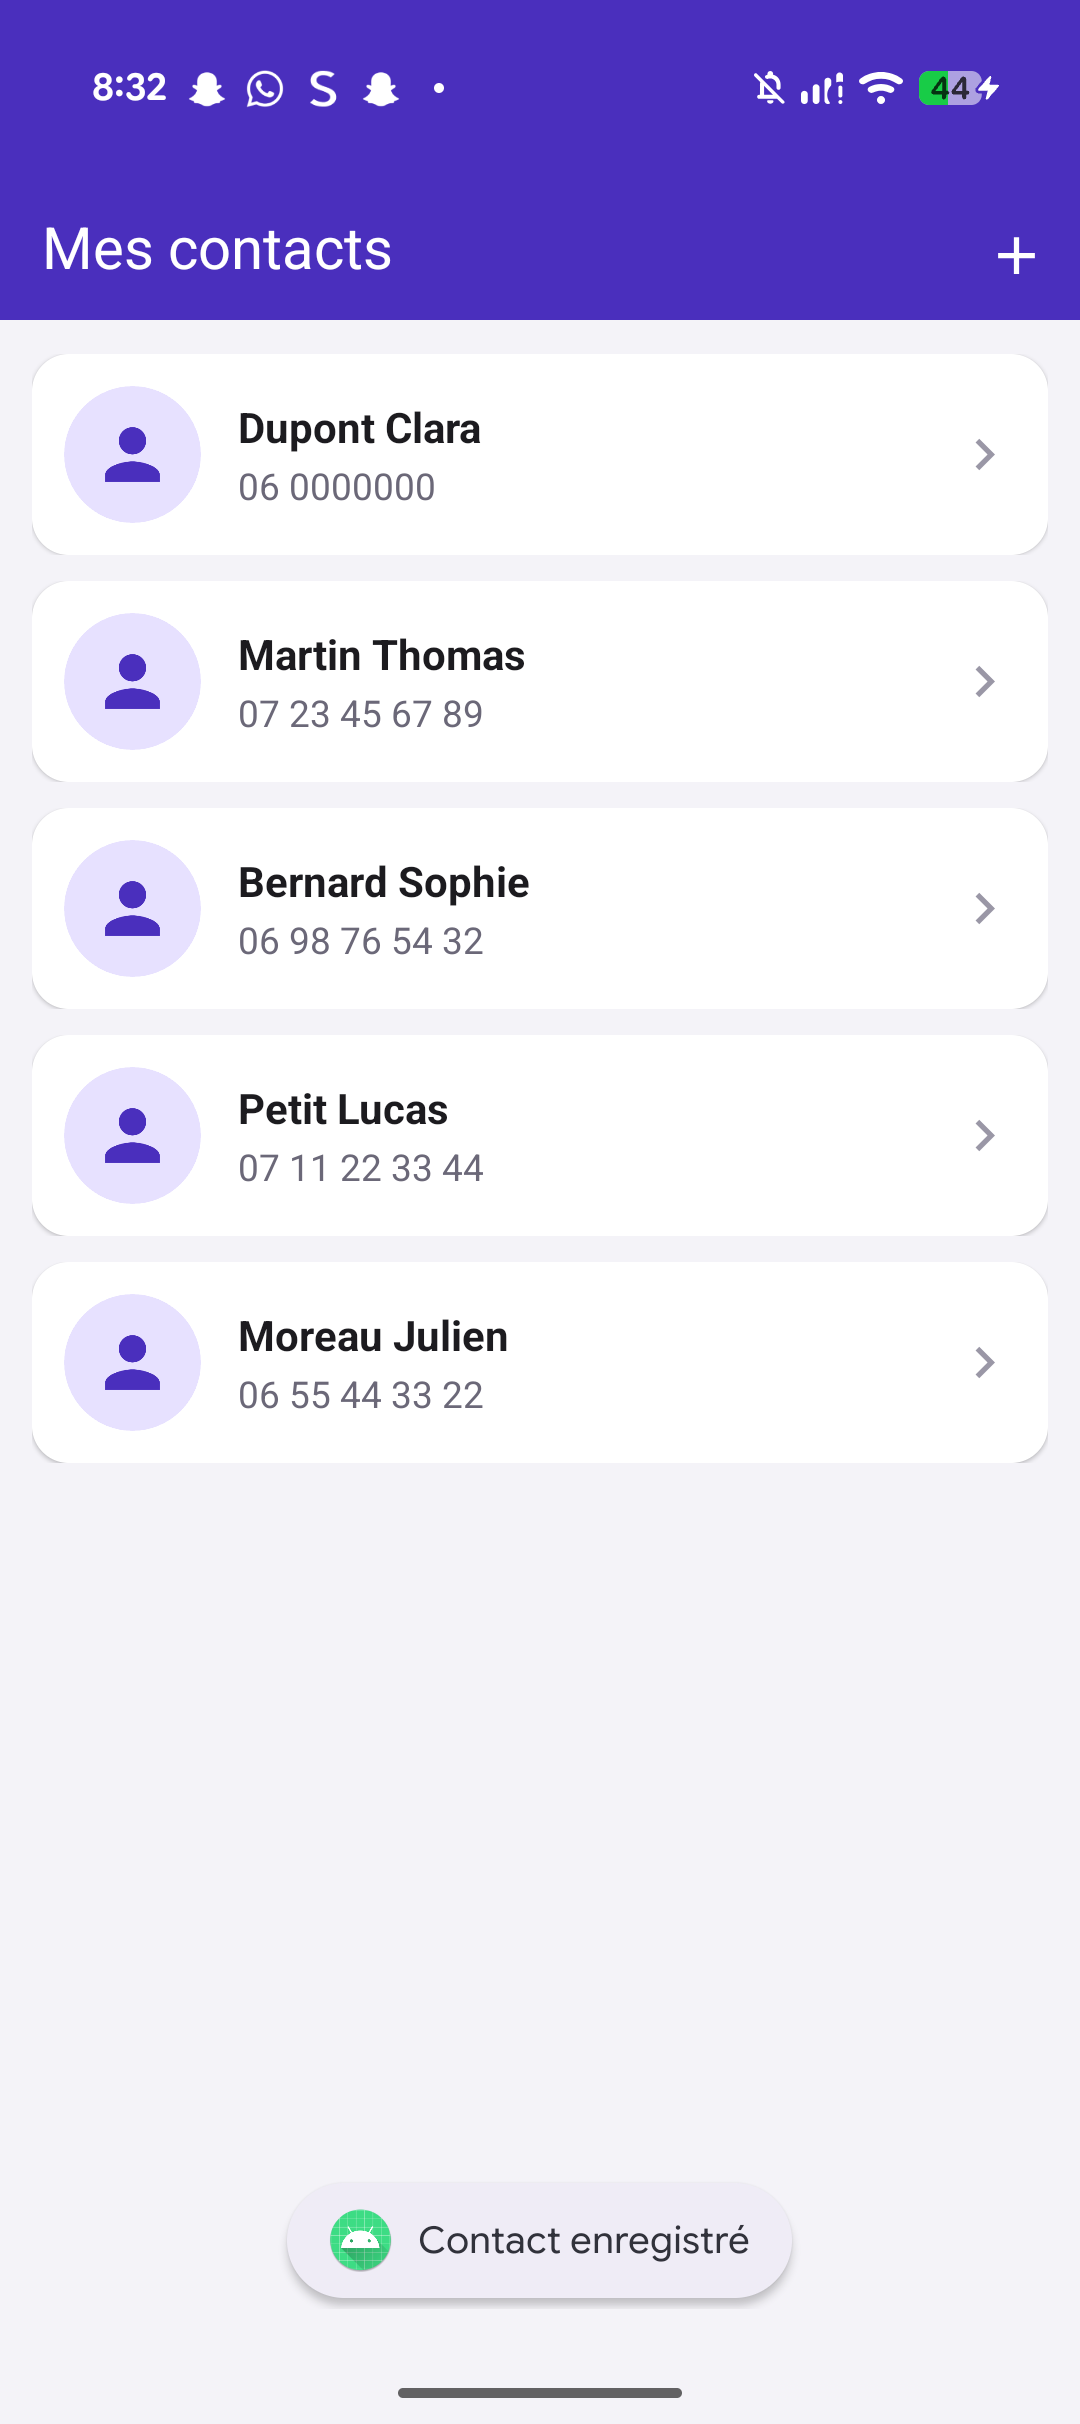 8:32
44
Mes contacts
Dupont Clara
06 0000000
Martin Thomas
07 23 45 67 89
Bernard Sophie
06 98 76 54 32
Petit Lucas
07 11 22 33 44
Moreau Julien
06 55 44 33 22
Contact enregistré